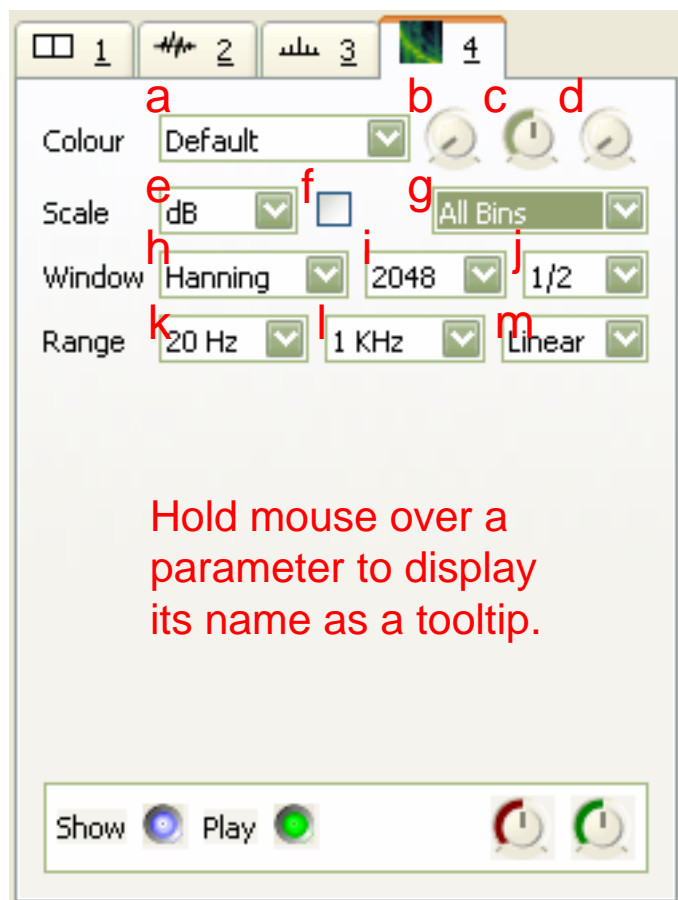 1 2 3 4
a b c d
Colour Default
e f g
Scale dB All Bins
h i j
Window Hanning 2048 1/2
k l m
Range 20 Hz 1 KHz Linear
Hold mouse over a
parameter to display
its name as a tooltip.
Show Play